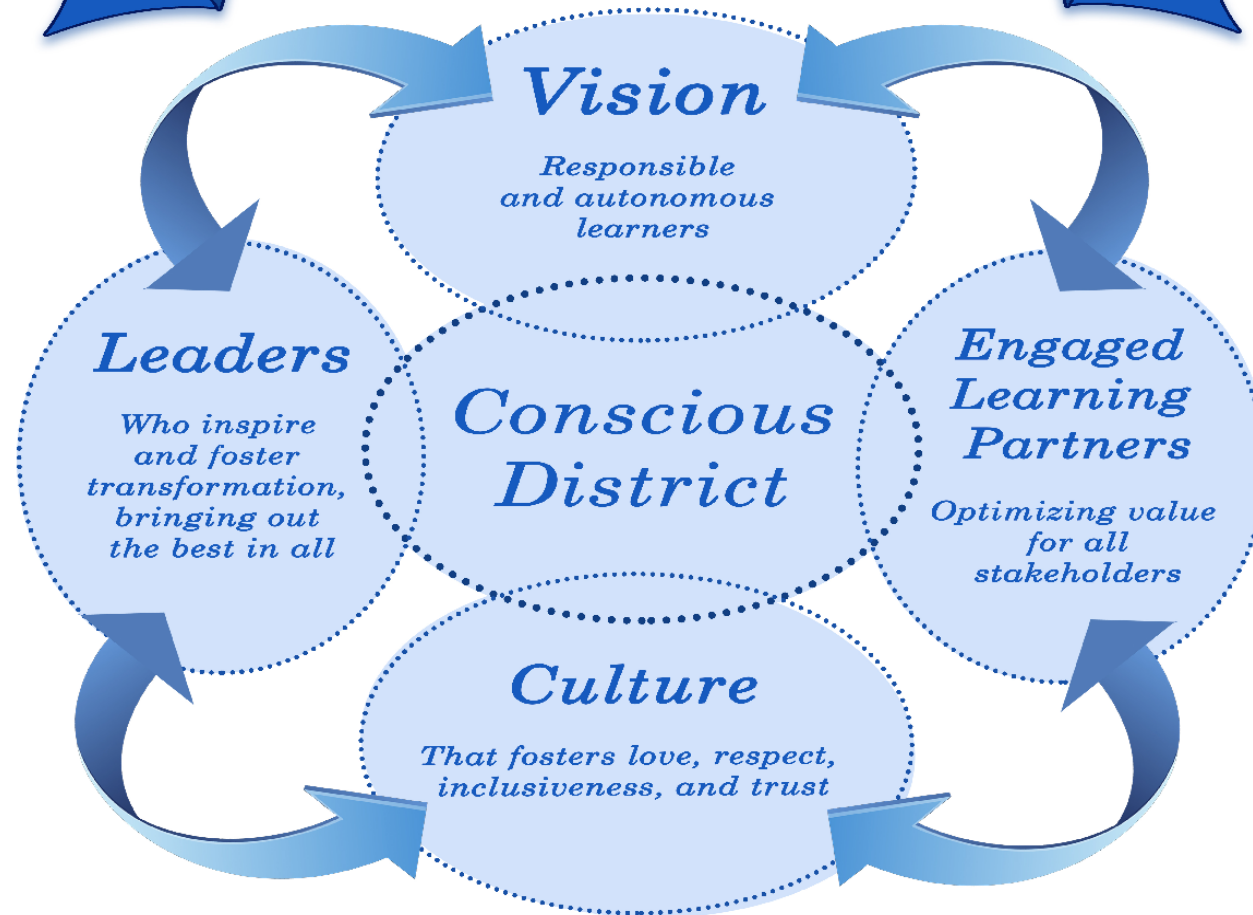 Vision
Responsible
and autonomous
learners
Leaders
Who inspire
and foster
transformation,
bringing out
the best in all
Conscious
District
Engaged
Learning
Partners
Optimizing value
for all
stakeholders
Culture
That fosters love, respect,
inclusiveness, and trust